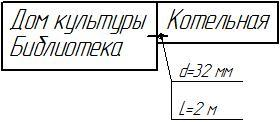 Дом культуры
Библиотека
Котельная
d=32 мм
L=2 м